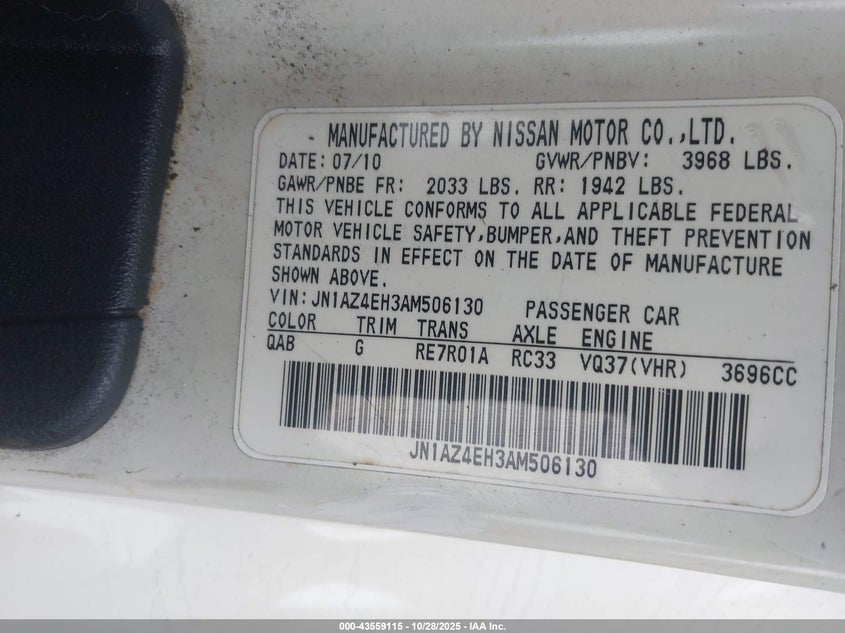 MANUFACTURED BY NISSAN MOTOR CO.,LTD.
DATE: 07/10 GVWR/PNBV: 3968 LBS.
GAWR/PNBE FR: 2033 LBS. RR: 1942 LBS.
THIS VEHICLE CONFORMS TO ALL APPLICABLE FEDERAL
MOTOR VEHICLE SAFETY,BUMPER,AND THEFT PREVENTION
STANDARDS IN EFFECT ON THE DATE OF MANUFACTURE
SHOWN ABOVE.
VIN: JN1AZ4EH3AM506130 PASSENGER CAR
COLOR TRIM TRANS AXLE ENGINE
QAB G RE7R01A RC33 VQ37(VHR) 3696CC
JN1AZ4EH3AM506130
000-43559115 - 10/28/2025 - IAA Inc.